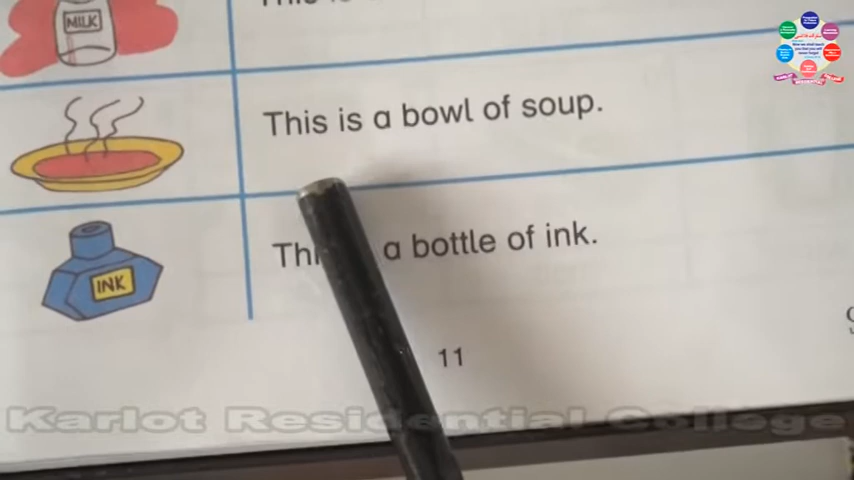 MILK
This is a bowl of soup.
INK
a bottle of ink.
11
Karlot Residential College